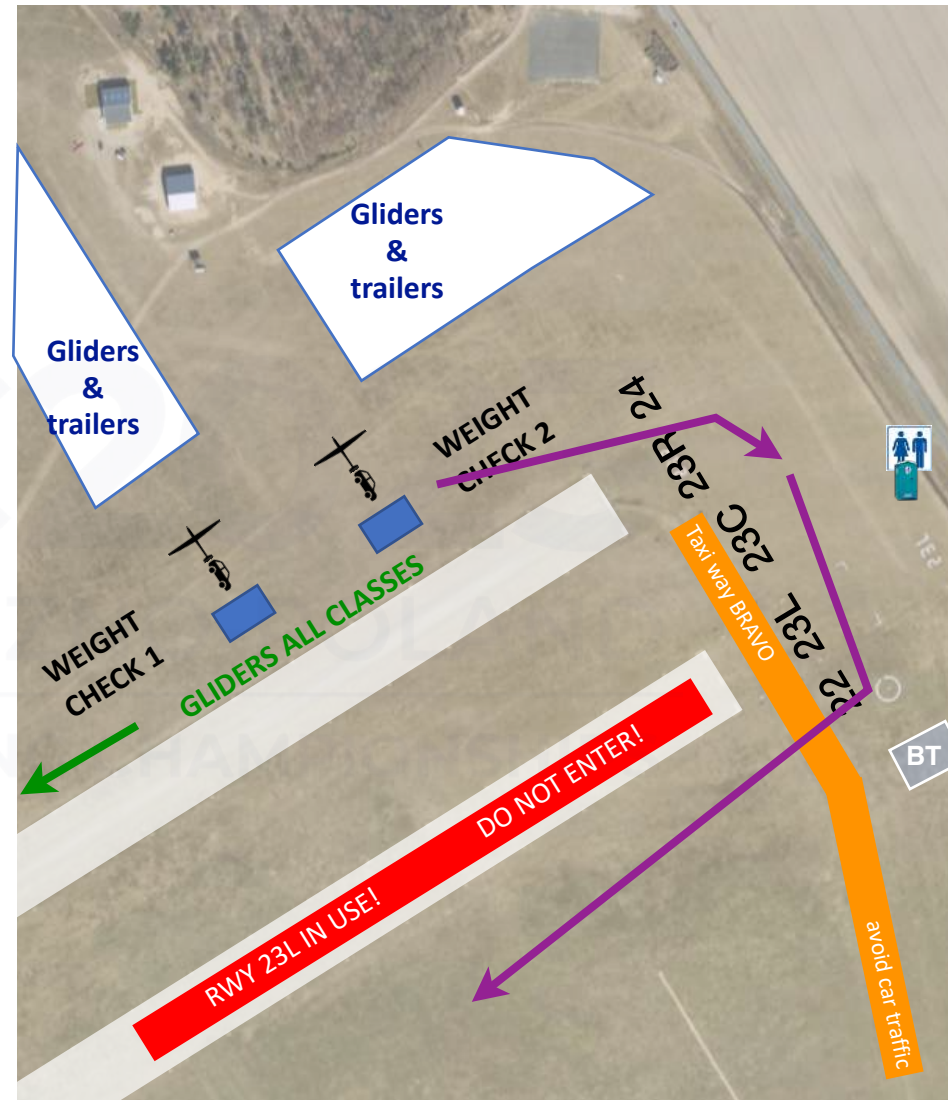 Gliders
&
trailers
Gliders
&
trailers
WEIGHT
CHECK 2
24
23R
23C
23L
22
Taxi way BRAVO
WEIGHT
CHECK 1
GLIDERS ALL CLASSES
BT
DO NOT ENTER!
RWY 23L IN USE!
avoid car traffic